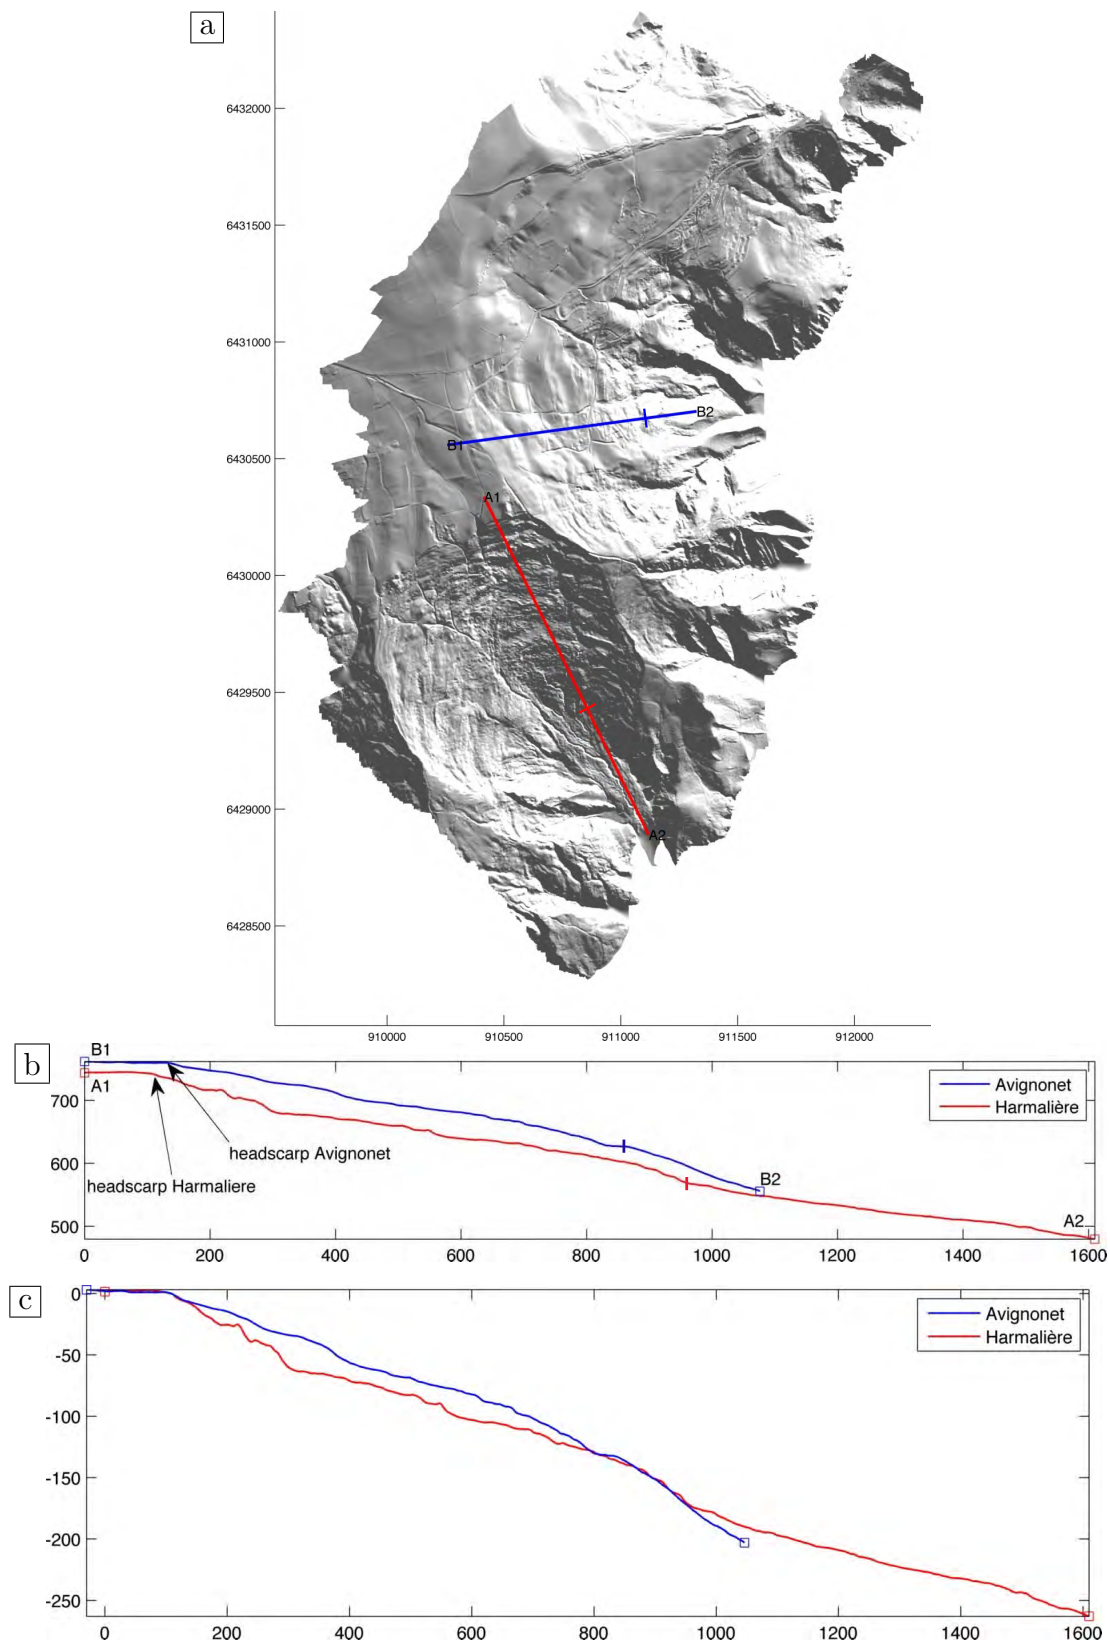 a
6432000
6431500
6431000
6430500
6430000
6429500
6429000
6428500
B1
B2
A1
A2
910000 910500 911000 911500 912000
b
B1
A1
700
600
500
headscarp Avignonet
headscarp Harmaliere
Avignonet
Harmalière
B2
A2
0 200 400 600 800 1000 1200 1400 1600
c
0
-50
-100
-150
-200
-250
Avignonet
Harmalière
0 200 400 600 800 1000 1200 1400 1600